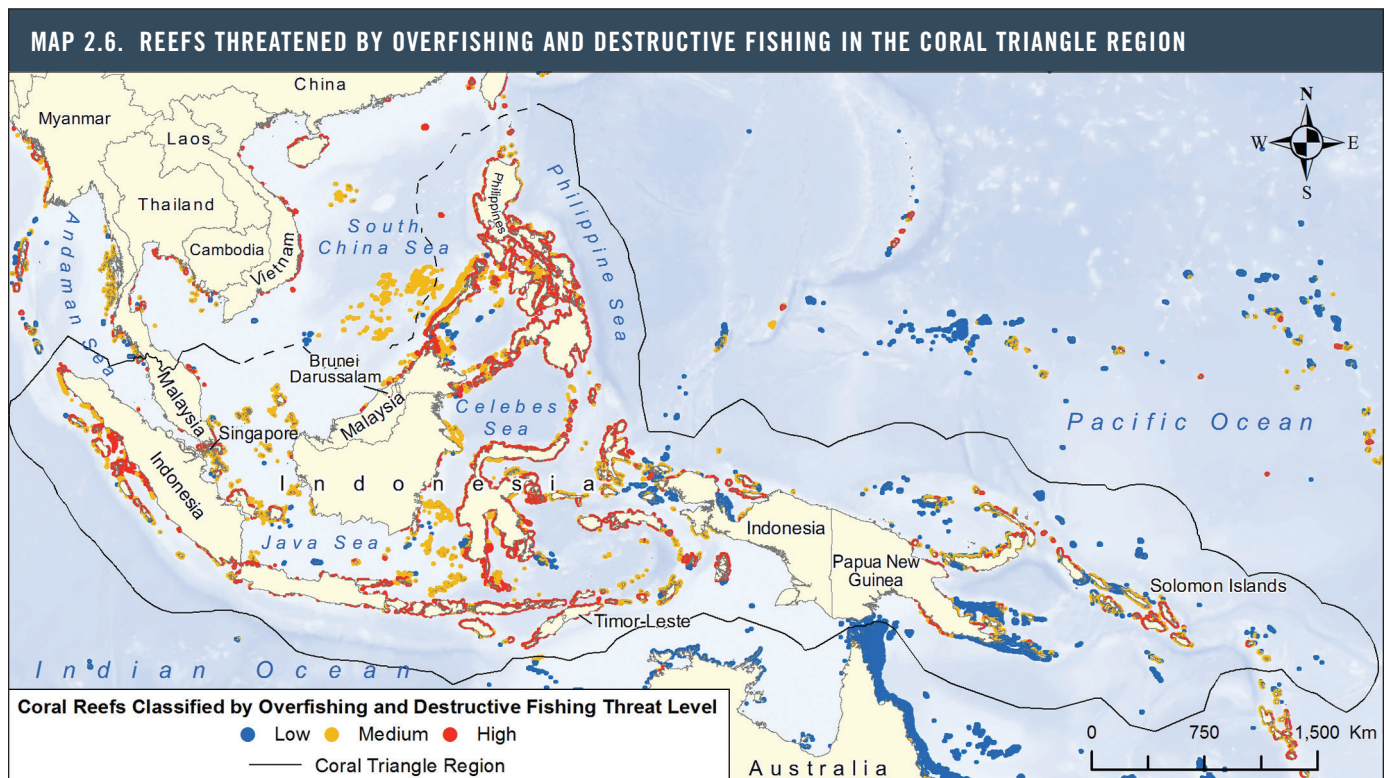 MAP 2.6. REEFS THREATENED BY OVERFISHING AND DESTRUCTIVE FISHING IN THE CORAL TRIANGLE REGION
China
Myanmar
Laos
N
W E
S
Thailand
Philippines
South
China Sea
Philippine Sea
Andaman Sea
Cambodia
Vietnam
Brunei
Darussalam
Malaysia
Malaysia
Celebes
Sea
Pacific Ocean
Singapore
Indonesia
Indonesia
Indonesia
Java Sea
Papua New
Guinea
Solomon Islands
Timor-Leste
Indian Ocean
Coral Reefs Classified by Overfishing and Destructive Fishing Threat Level
Low Medium High
Coral Triangle Region
0 750 1,500 Km
Australia